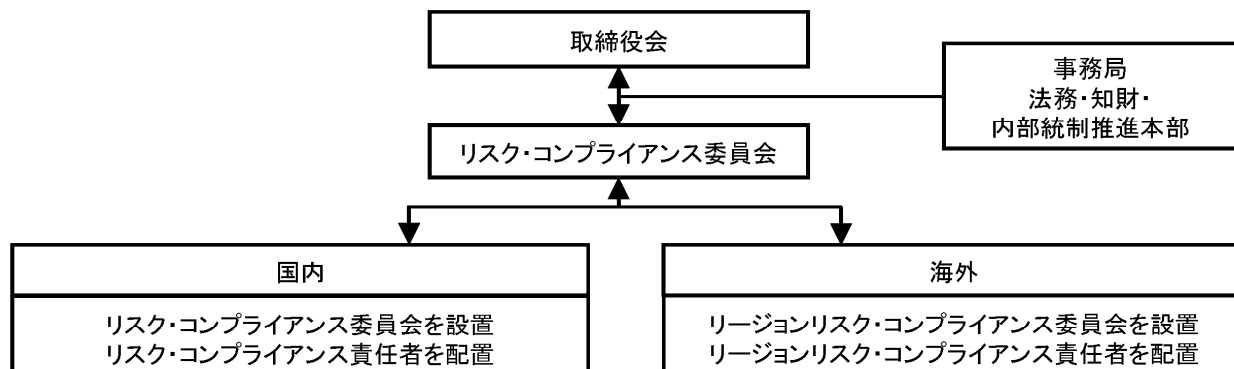 取締役会
事務局
法務・知財・
内部統制推進本部
リスク・コンプライアンス委員会
国内
リスク・コンプライアンス委員会を設置
リスク・コンプライアンス責任者を配置
海外
リージョンリスク・コンプライアンス委員会を設置
リージョンリスク・コンプライアンス責任者を配置